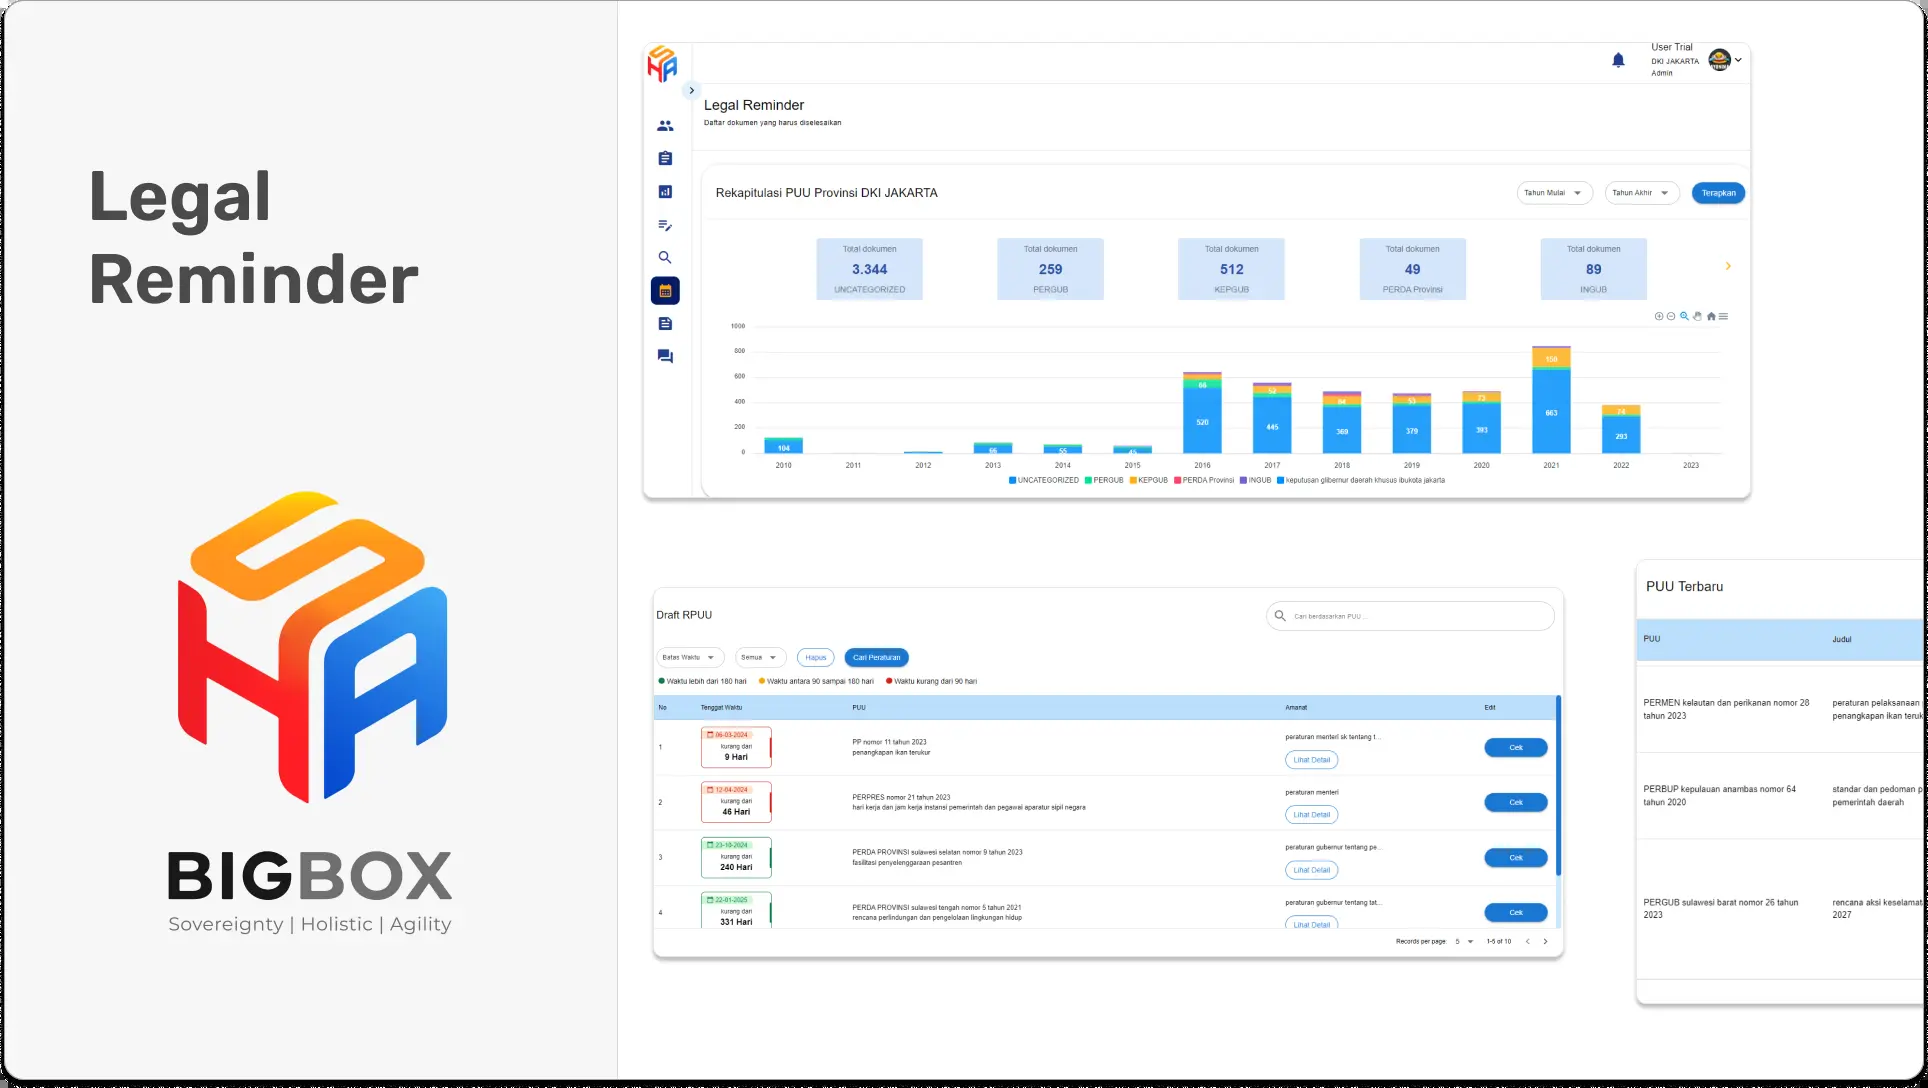 Legal
Reminder
BIGBOX
Sovereignty | Holistic | Agility
User Trial
DKI JAKARTA
Admin
Legal Reminder
Daftar dokumen yang harus diselesaikan
Rekapitulasi PUU Provinsi DKI JAKARTA
Tahun Mulai
Tahun Akhir
Terapkan
Total dokumen
3.344
UNCATEGORIZED
Total dokumen
259
PERGUB
Total dokumen
512
KEPGUB
Total dokumen
49
PERDA Provinsi
Total dokumen
89
INGUB
1000
800
600
400
200
0
104
66
55
45
66
520
53
445
84
369
53
379
73
393
158
663
74
293
2010 2011 2012 2013 2014 2015 2016 2017 2018 2019 2020 2021 2022 2023
UNCATEGORIZED PERGUB KEPGUB PERDA Provinsi INGUB keputusan glibernur daerah khusus ibukota jakarta
Draft RPUU
Cari berdasarkan PUU ...
Batas Waktu
Semua
Hapus
Cari Peraturan
Waktu lebih dari 180 hari Waktu antara 90 sampai 180 hari Waktu kurang dari 90 hari
No Tenggat Waktu PUU Amanat Edit
1
06-03-2024
kurang dari
9 Hari
PP nomor 11 tahun 2023
penangkapan ikan terukur
peraturan menteri sk tentang t...
Lihat Detail
Cek
2
12-04-2024
kurang dari
46 Hari
PERPRES nomor 21 tahun 2023
hari kerja dan jam kerja instansi pemerintah dan pegawai aparatur sipil negara
peraturan menteri
Lihat Detail
Cek
3
23-10-2024
kurang dari
240 Hari
PERDA PROVINSI sulawesi selatan nomor 9 tahun 2023
fasilitasi penyelenggaraan pesantren
peraturan gubernur tentang pe...
Lihat Detail
Cek
4
22-01-2025
kurang dari
331 Hari
PERDA PROVINSI sulawesi tengah nomor 5 tahun 2021
rencana perlindungan dan pengelolaan lingkungan hidup
peraturan gubernur tentang tat...
Lihat Detail
Cek
Records per page: 5 1-5 of 10
PUU Terbaru
PUU Judul
PERMEN kelautan dan perikanan nomor 28
tahun 2023
peraturan pelaksanaan
penangkapan ikan teruk
PERBUP kepulauan anambas nomor 64
tahun 2020
standar dan pedoman p
pemerintah daerah
PERGUB sulawesi barat nomor 26 tahun
2023
rencana aksi keselamat
2027